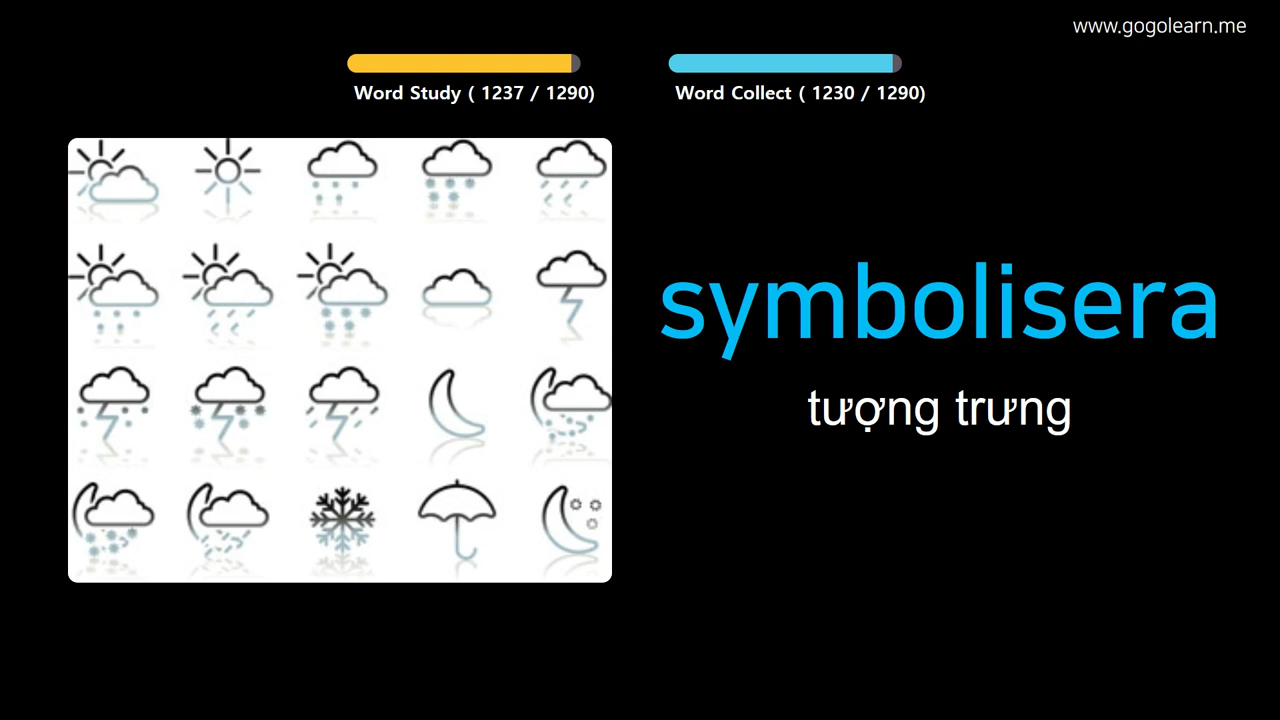 www.gogolearn.me
Word Study ( 1237 / 1290)
Word Collect ( 1230 / 1290)
symbolisera
tượng trưng